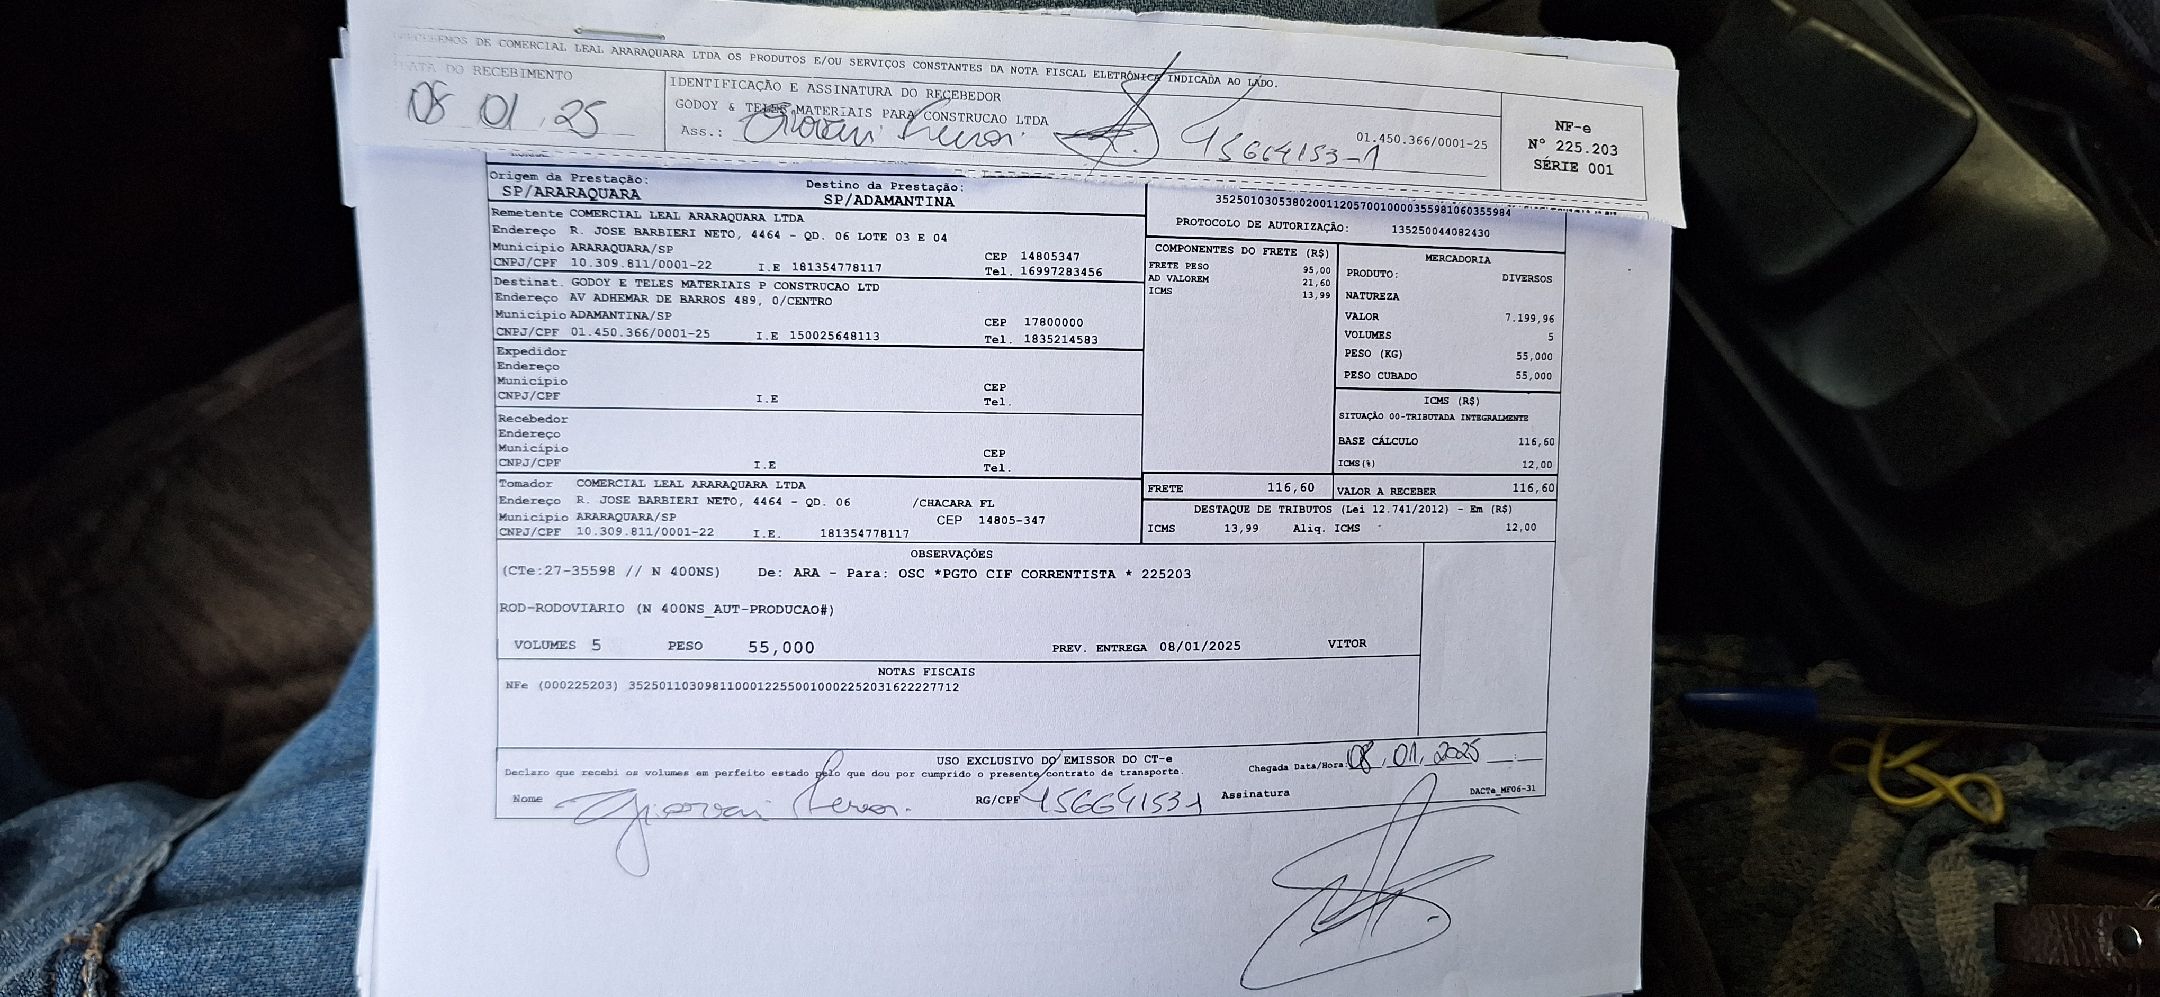 RECEBEMOS DE COMERCIAL LEAL ARARAQUARA LTDA OS PRODUTOS E/OU SERVIÇOS CONSTANTES DA NOTA FISCAL ELETRÔNICA INDICADA AO LADO.
DATA DO RECEBIMENTO
08 01 25
IDENTIFICAÇÃO E ASSINATURA DO RECEBEDOR
GODOY & TELES MATERIAIS PARA CONSTRUCAO LTDA
Ass.: 45664153-1 01.450.366/0001-25
NF-e
Nº 225.203
SÉRIE 001
Origem da Prestação: Destino da Prestação:
SP/ARARAQUARA SP/ADAMANTINA
Remetente COMERCIAL LEAL ARARAQUARA LTDA
Endereço R. JOSE BARBIERI NETO, 4464 - QD. 06 LOTE 03 E 04
Município ARARAQUARA/SP CEP 14805347
CNPJ/CPF 10.309.811/0001-22 I.E 181354778117 Tel. 16997283456
Destinat. GODOY E TELES MATERIAIS P CONSTRUCAO LTD
Endereço AV ADHEMAR DE BARROS 489, 0/CENTRO
Município ADAMANTINA/SP CEP 17800000
CNPJ/CPF 01.450.366/0001-25 I.E 150025648113 Tel. 1835214583
Expedidor
Endereço
Município CEP
CNPJ/CPF I.E Tel.
Recebedor
Endereço
Município CEP
CNPJ/CPF I.E Tel.
Tomador COMERCIAL LEAL ARARAQUARA LTDA
Endereço R. JOSE BARBIERI NETO, 4464 - QD. 06 /CHACARA FL
Município ARARAQUARA/SP CEP 14805-347
CNPJ/CPF 10.309.811/0001-22 I.E. 181354778117
35250103053802001120570010000355981060355984
PROTOCOLO DE AUTORIZAÇÃO: 135250044082430
COMPONENTES DO FRETE (R$)
FRETE PESO 95,00
AD VALOREM 21,60
ICMS 13,99
MERCADORIA
PRODUTO: DIVERSOS
NATUREZA
VALOR 7.199,96
VOLUMES 5
PESO (KG) 55,000
PESO CUBADO 55,000
ICMS (R$)
SITUAÇÃO 00-TRIBUTADA INTEGRALMENTE
BASE CÁLCULO 116,60
ICMS(%) 12,00
FRETE 116,60 VALOR A RECEBER 116,60
DESTAQUE DE TRIBUTOS (Lei 12.741/2012) - Em (R$)
ICMS 13,99 Aliq. ICMS 12,00
OBSERVAÇÕES
(CTe:27-35598 // N 400NS) De: ARA - Para: OSC *PGTO CIF CORRENTISTA * 225203
ROD-RODOVIARIO (N 400NS_AUT-PRODUCAO#)
VOLUMES 5 PESO 55,000 PREV. ENTREGA 08/01/2025 VITOR
NOTAS FISCAIS
NFe (000225203) 35250110309811000122550010002252031622227712
USO EXCLUSIVO DO EMISSOR DO CT-e
Declaro que recebi os volumes em perfeito estado pelo que dou por cumprido o presente contrato de transporte. Chegada Data/Hora: 08.01.2025
Nome RG/CPF 456641531 Assinatura DACTe_MF06-31